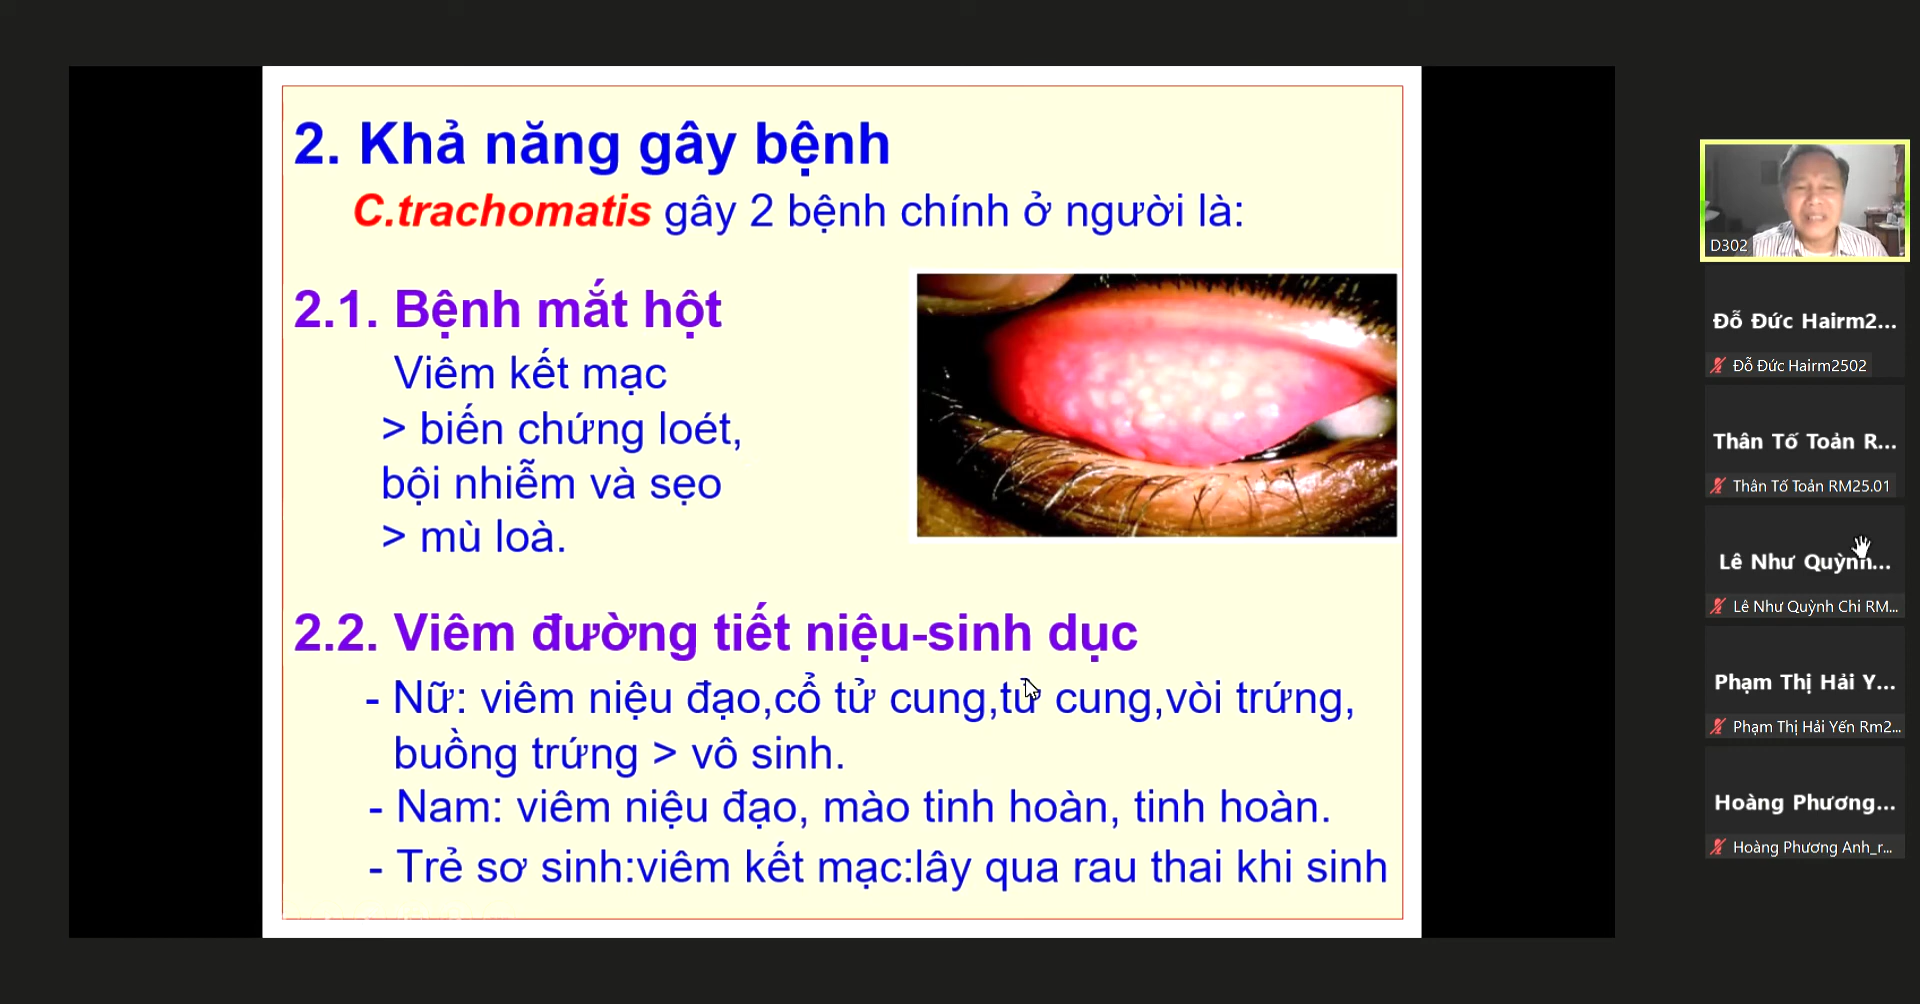 2. Khả năng gây bệnh
C.trachomatis gây 2 bệnh chính ở người là:
2.1. Bệnh mắt hột
Viêm kết mạc
> biến chứng loét,
bội nhiễm và sẹo
> mù loà.
2.2. Viêm đường tiết niệu-sinh dục
- Nữ: viêm niệu đạo,cổ tử cung,tử cung,vòi trứng,
buồng trứng > vô sinh.
- Nam: viêm niệu đạo, mào tinh hoàn, tinh hoàn.
- Trẻ sơ sinh:viêm kết mạc:lây qua rau thai khi sinh
D302
Đỗ Đức Hairm2...
Đỗ Đức Hairm2502
Thân Tố Toản R...
Thân Tố Toản RM25.01
Lê Như Quỳnh...
Lê Như Quỳnh Chi RM...
Phạm Thị Hải Y...
Phạm Thị Hải Yến Rm2...
Hoàng Phương...
Hoàng Phương Anh_r...